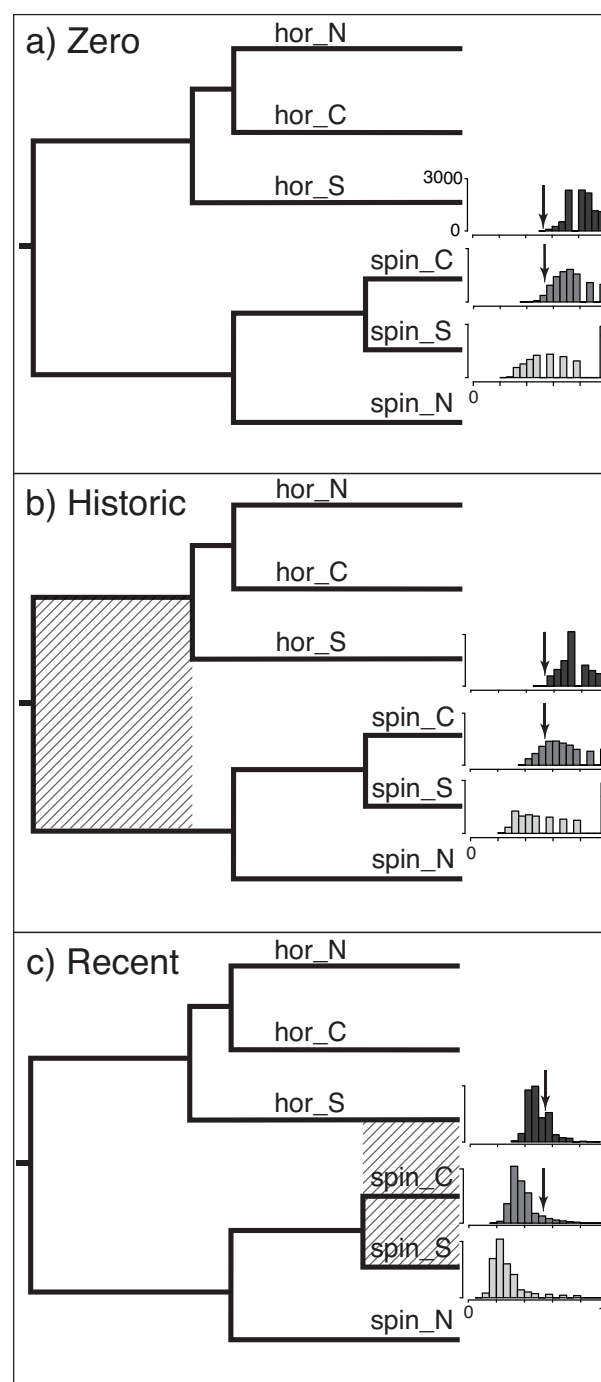 a) Zero
hor_N
hor_C
hor_S
3000
0
spin_C
spin_S
0
spin_N
b) Historic
hor_N
hor_C
hor_S
spin_C
spin_S
0
spin_N
c) Recent
hor_N
hor_C
hor_S
spin_C
spin_S
0
spin_N